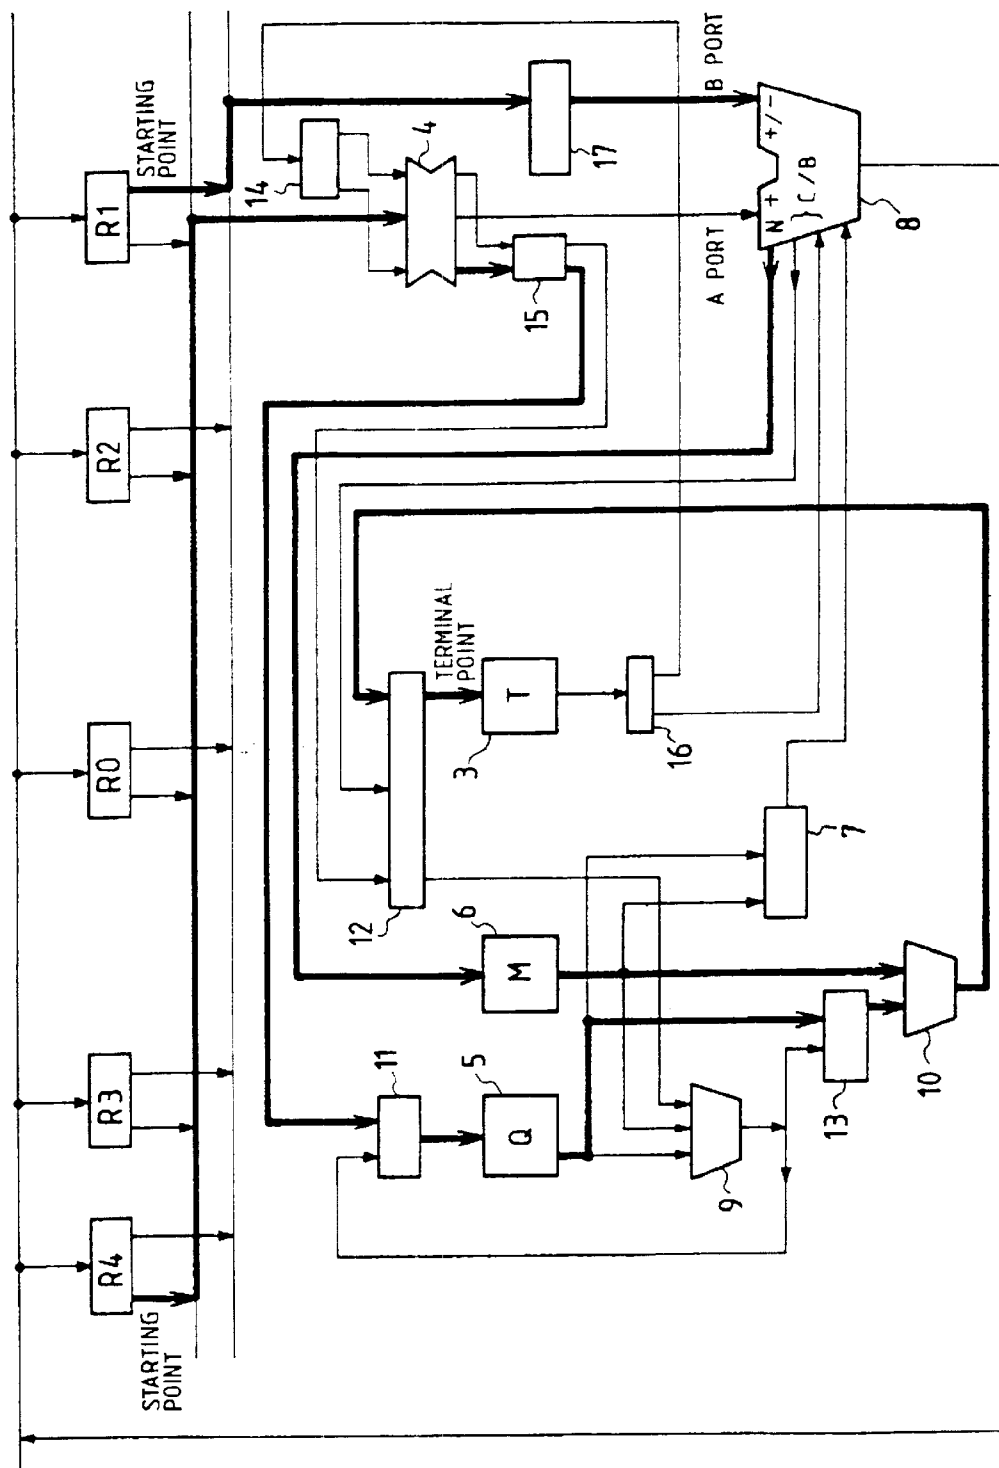 R4
R3
R0
R2
R1
STARTING
POINT
STARTING
POINT
14
4
17
B PORT
A PORT
N + } C/B +/-
8
15
12
TERMINAL
POINT
T
3
16
11
5
Q
6
M
7
9
13
10